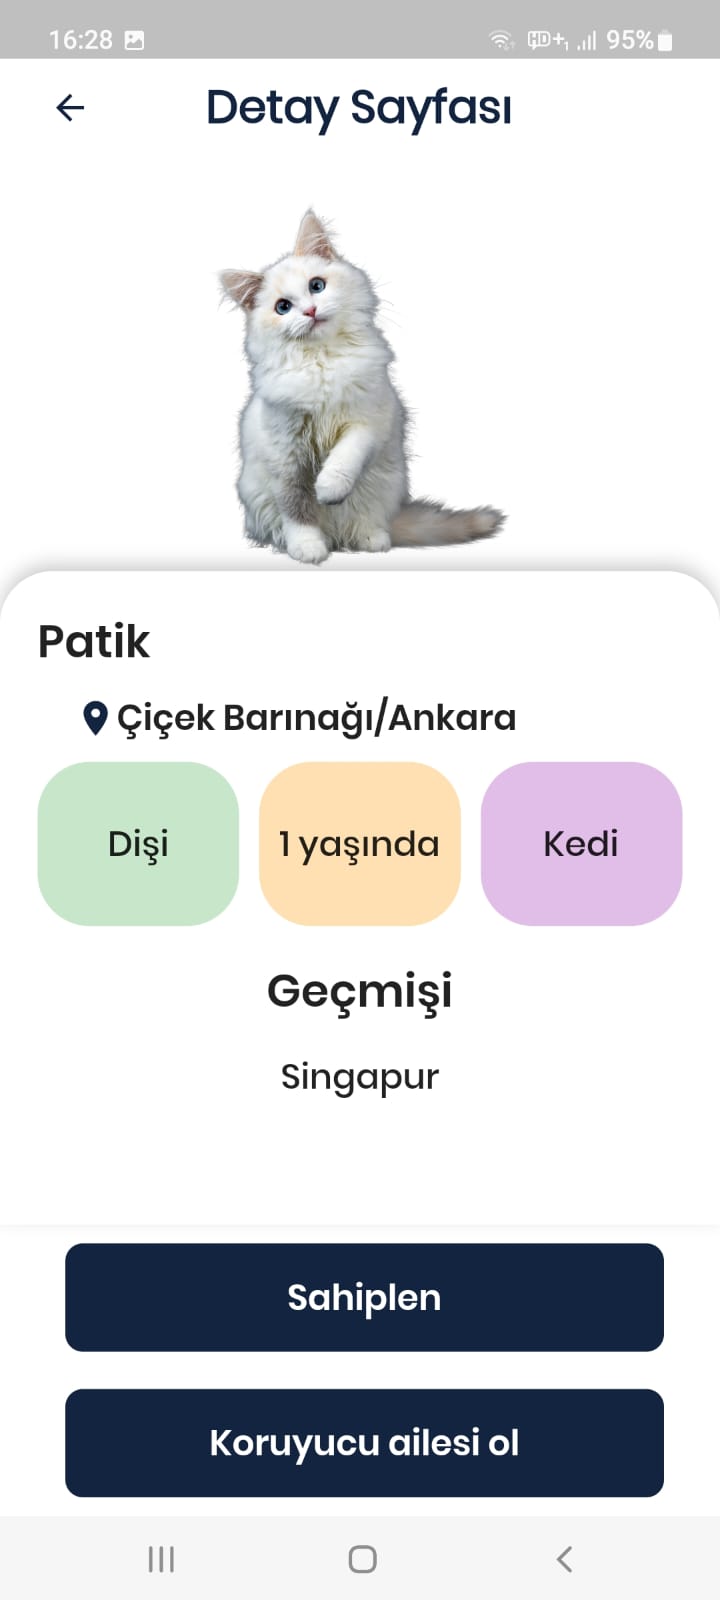 16:28 HD+1 95%
Detay Sayfası
Patik
Çiçek Barınağı/Ankara
Dişi
1 yaşında
Kedi
Geçmişi
Singapur
Sahiplen
Koruyucu ailesi ol